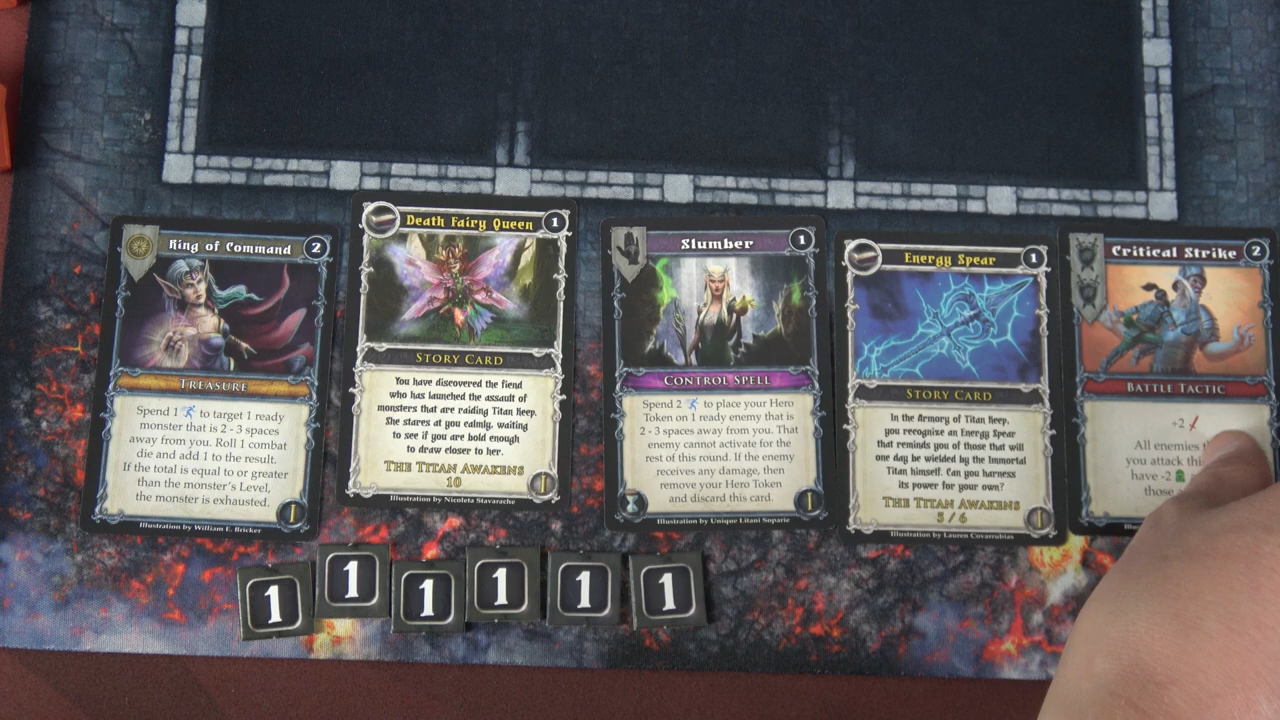 Ring of Command 2
TREASURE
Spend 1 to target 1 ready
monster that is 2 - 3 spaces
away from you. Roll 1 combat
die and add 1 to the result.
If the total is equal to or greater
than the monster's Level,
the monster is exhausted.
I
Illustration by William E. Bricker
Death Fairy Queen 1
STORY CARD
You have discovered the fiend
who has launched the assault of
monsters that are raiding Titan Keep.
She stares at you calmly, waiting
to see if you are bold enough
to draw closer to her.
THE TITAN AWAKENS
10
I
Illustration by Nicoleta Stavarache
Slumber 1
CONTROL SPELL
Spend 2 to place your Hero
Token on 1 ready enemy that is
2 - 3 spaces away from you. That
enemy cannot activate for the
rest of this round. If the enemy
receives any damage, then
remove your Hero Token
and discard this card.
I
Illustration by Unique Litani Soparie
Energy Spear 1
STORY CARD
In the Armory of Titan Keep,
you recognize an Energy Spear
that reminds you of those that will
one day be wielded by the Immortal
Titan himself. Can you harness
its power for your own?
THE TITAN AWAKENS
5 / 6
I
Illustration by Lauren Covarrubias
Critical Strike 2
BATTLE TACTIC
+2
All enemies
you attack
have -2
those
1 1 1 1 1 1